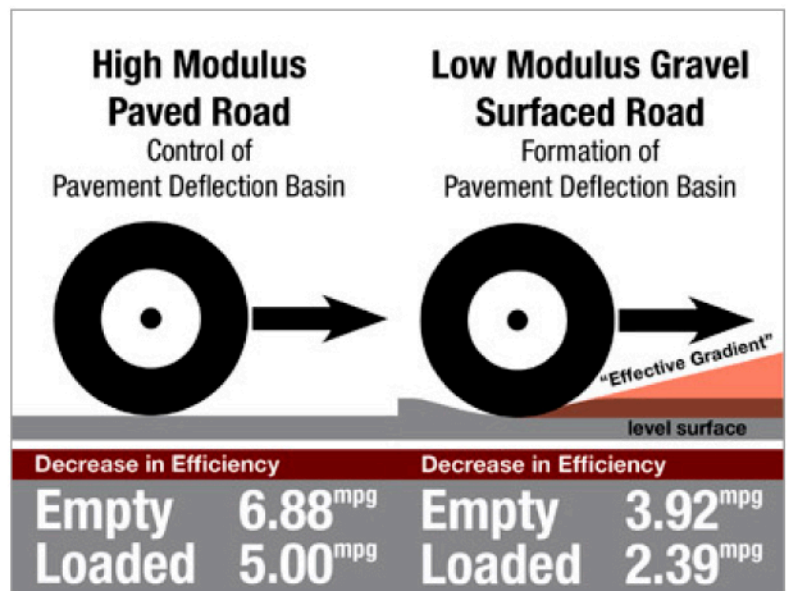 High Modulus
Paved Road
Control of
Pavement Deflection Basin
Low Modulus Gravel
Surfaced Road
Formation of
Pavement Deflection Basin
"Effective Gradient"
level surface
Decrease in Efficiency
Empty 6.88mpg
Loaded 5.00mpg
Decrease in Efficiency
Empty 3.92mpg
Loaded 2.39mpg